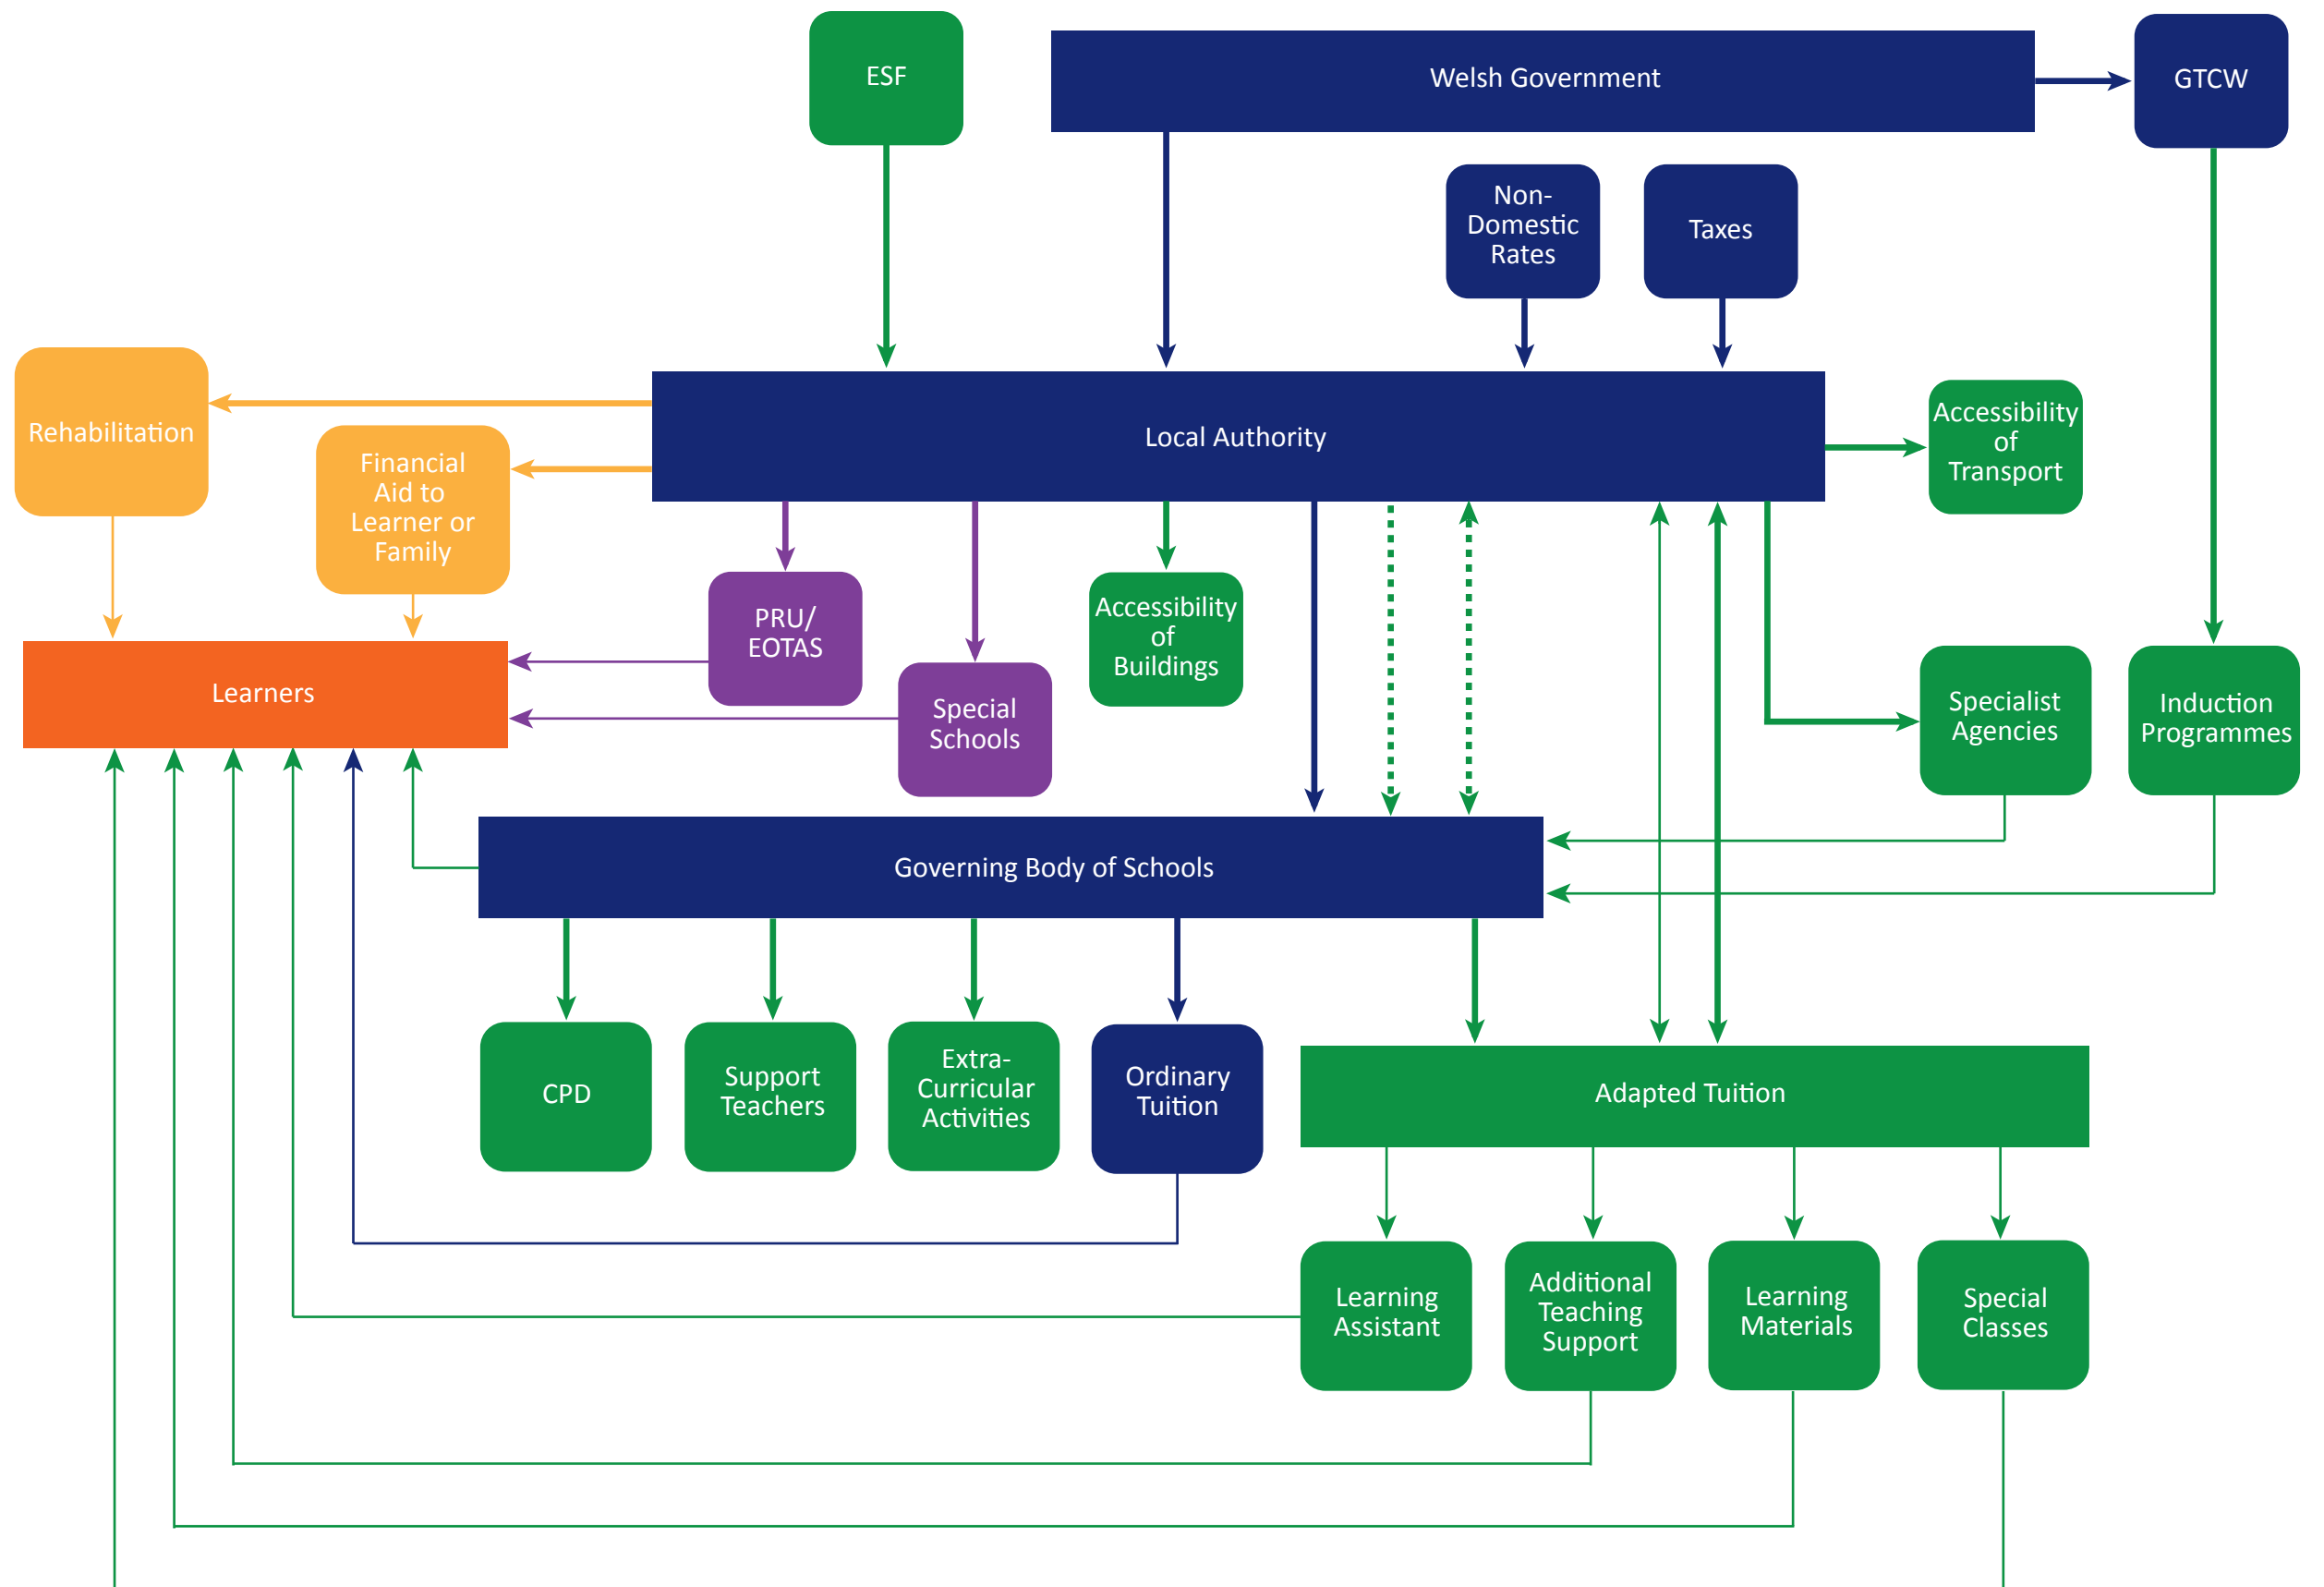 ESF
Welsh Government
GTCW
Non-
Domestic
Rates
Taxes
Rehabilitation
Financial
Aid to
Learner or
Family
Local Authority
Accessibility
of
Transport
PRU/
EOTAS
Accessibility
of
Buildings
Learners
Special
Schools
Specialist
Agencies
Induction
Programmes
Governing Body of Schools
CPD
Support
Teachers
Extra-
Curricular
Activities
Ordinary
Tuition
Adapted Tuition
Learning
Assistant
Additional
Teaching
Support
Learning
Materials
Special
Classes